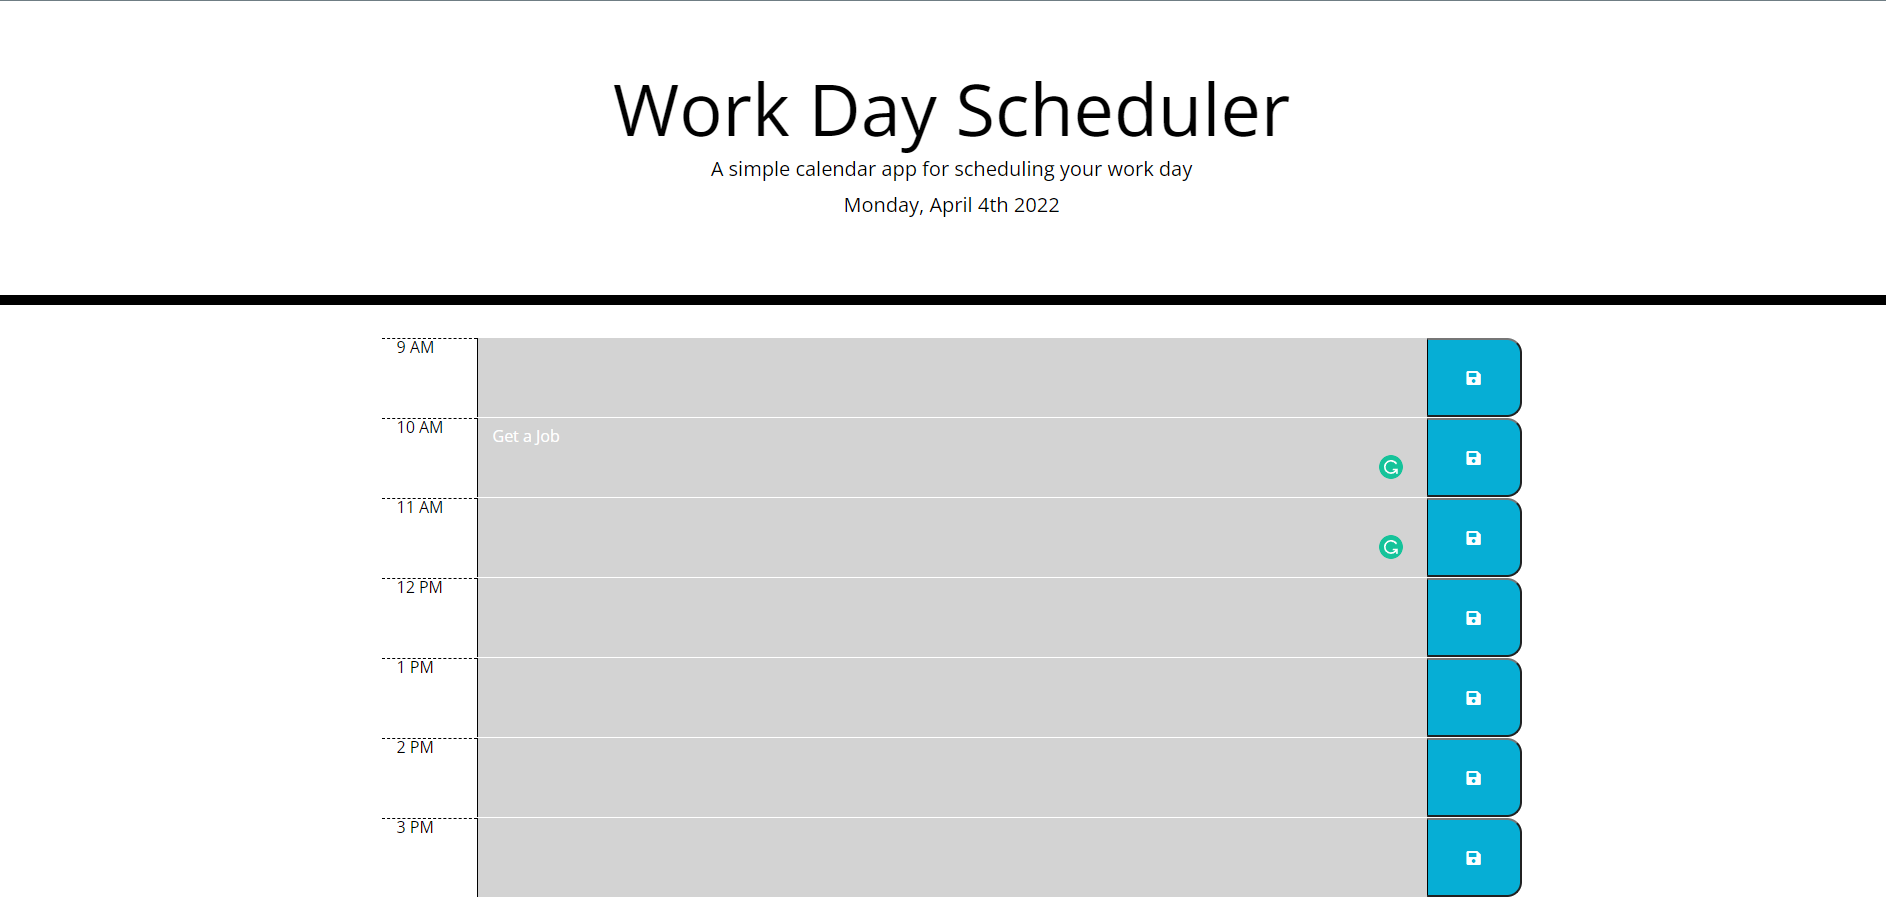 Work Day Scheduler
A simple calendar app for scheduling your work day
Monday, April 4th 2022
9 AM
10 AM
Get a Job
11 AM
12 PM
1 PM
2 PM
3 PM